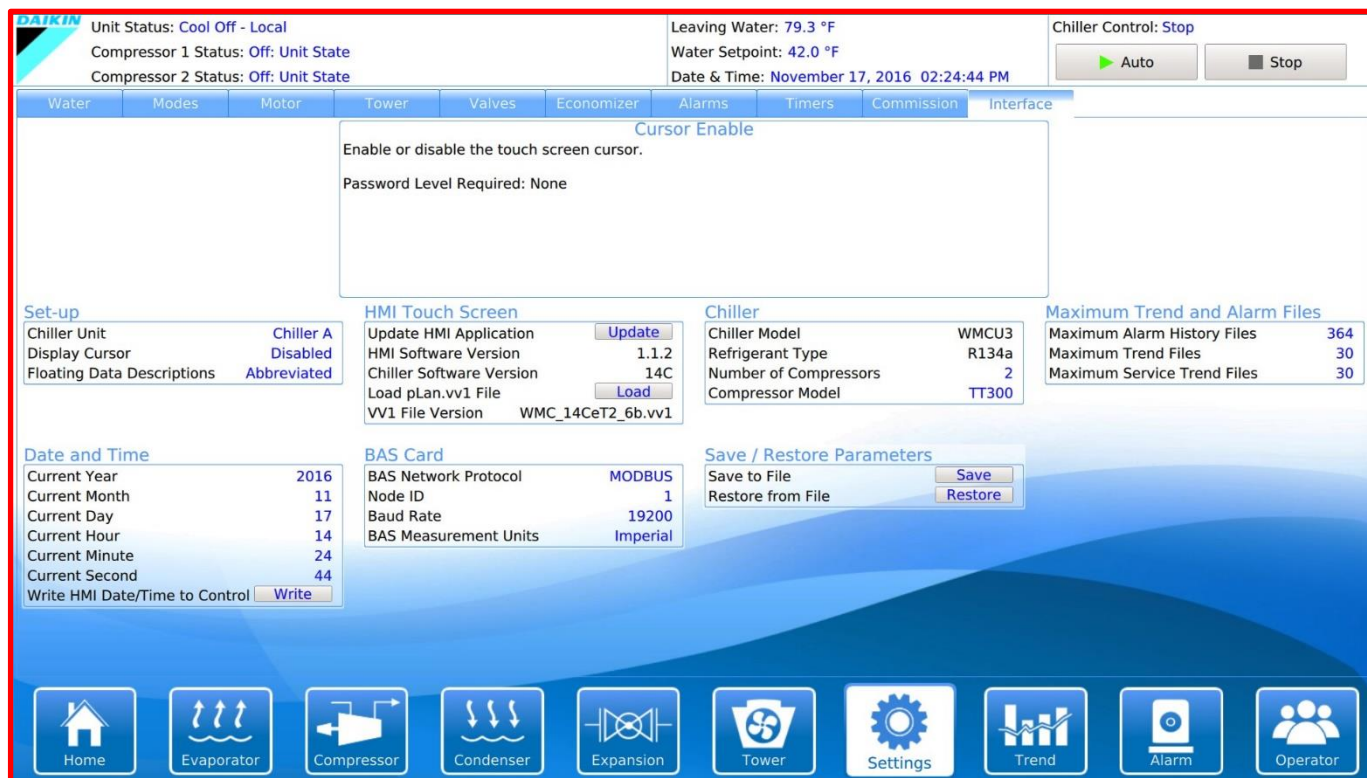 DAIKIN
Unit Status: Cool Off - Local
Compressor 1 Status: Off: Unit State
Compressor 2 Status: Off: Unit State
Leaving Water: 79.3 °F
Water Setpoint: 42.0 °F
Date & Time: November 17, 2016 02:24:44 PM
Chiller Control: Stop
Auto Stop
Water Modes Motor Tower Valves Economizer Alarms Timers Commission Interface
Cursor Enable
Enable or disable the touch screen cursor.
Password Level Required: None
Set-up
Chiller Unit Chiller A
Display Cursor Disabled
Floating Data Descriptions Abbreviated
HMI Touch Screen
Update HMI Application Update
HMI Software Version 1.1.2
Chiller Software Version 14C
Load pLan.vv1 File Load
VV1 File Version WMC_14CeT2_6b.vv1
Chiller
Chiller Model WMCU3
Refrigerant Type R134a
Number of Compressors 2
Compressor Model TT300
Maximum Trend and Alarm Files
Maximum Alarm History Files 364
Maximum Trend Files 30
Maximum Service Trend Files 30
Date and Time
Current Year 2016
Current Month 11
Current Day 17
Current Hour 14
Current Minute 24
Current Second 44
Write HMI Date/Time to Control Write
BAS Card
BAS Network Protocol MODBUS
Node ID 1
Baud Rate 19200
BAS Measurement Units Imperial
Save / Restore Parameters
Save to File Save
Restore from File Restore
Home Evaporator Compressor Condenser Expansion Tower Settings Trend Alarm Operator